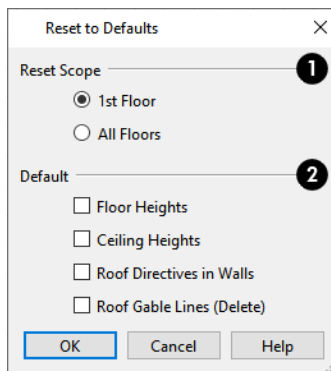 Reset to Defaults
Reset Scope 1
1st Floor
All Floors
Default 2
Floor Heights
Ceiling Heights
Roof Directives in Walls
Roof Gable Lines (Delete)
OK Cancel Help